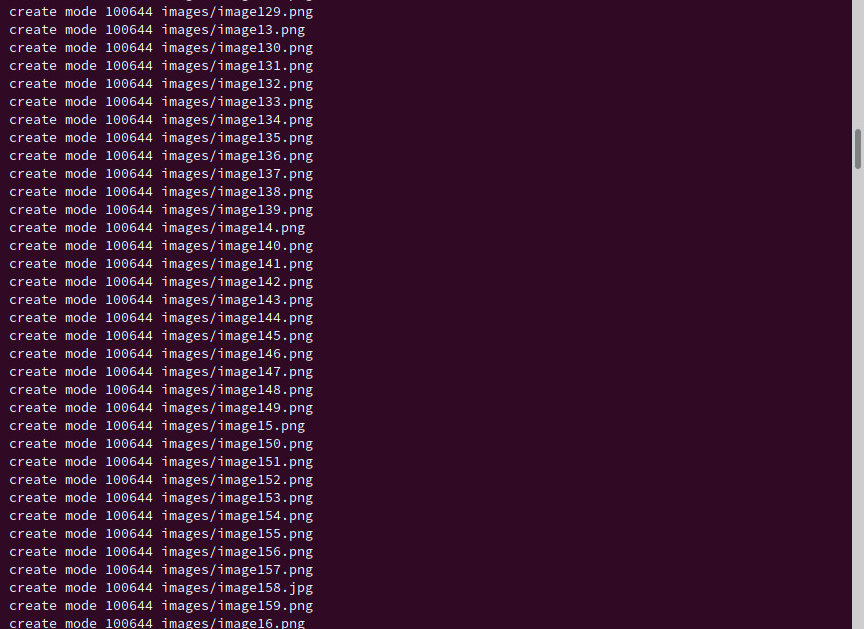 create mode 100644 images/image129.png
create mode 100644 images/image13.png
create mode 100644 images/image130.png
create mode 100644 images/image131.png
create mode 100644 images/image132.png
create mode 100644 images/image133.png
create mode 100644 images/image134.png
create mode 100644 images/image135.png
create mode 100644 images/image136.png
create mode 100644 images/image137.png
create mode 100644 images/image138.png
create mode 100644 images/image139.png
create mode 100644 images/image14.png
create mode 100644 images/image140.png
create mode 100644 images/image141.png
create mode 100644 images/image142.png
create mode 100644 images/image143.png
create mode 100644 images/image144.png
create mode 100644 images/image145.png
create mode 100644 images/image146.png
create mode 100644 images/image147.png
create mode 100644 images/image148.png
create mode 100644 images/image149.png
create mode 100644 images/image15.png
create mode 100644 images/image150.png
create mode 100644 images/image151.png
create mode 100644 images/image152.png
create mode 100644 images/image153.png
create mode 100644 images/image154.png
create mode 100644 images/image155.png
create mode 100644 images/image156.png
create mode 100644 images/image157.png
create mode 100644 images/image158.jpg
create mode 100644 images/image159.png
create mode 100644 images/image16.png